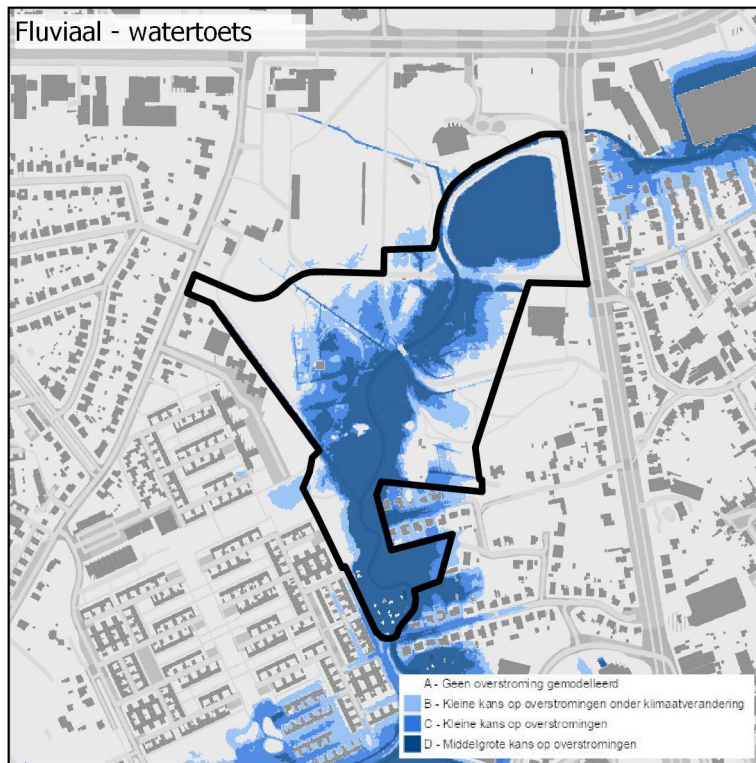 Fluviaal - watertoets
A - Geen overstroming gemodelleerd
B - Kleine kans op overstromingen onder klimaatverandering
C - Kleine kans op overstromingen
D - Middelgrote kans op overstromingen